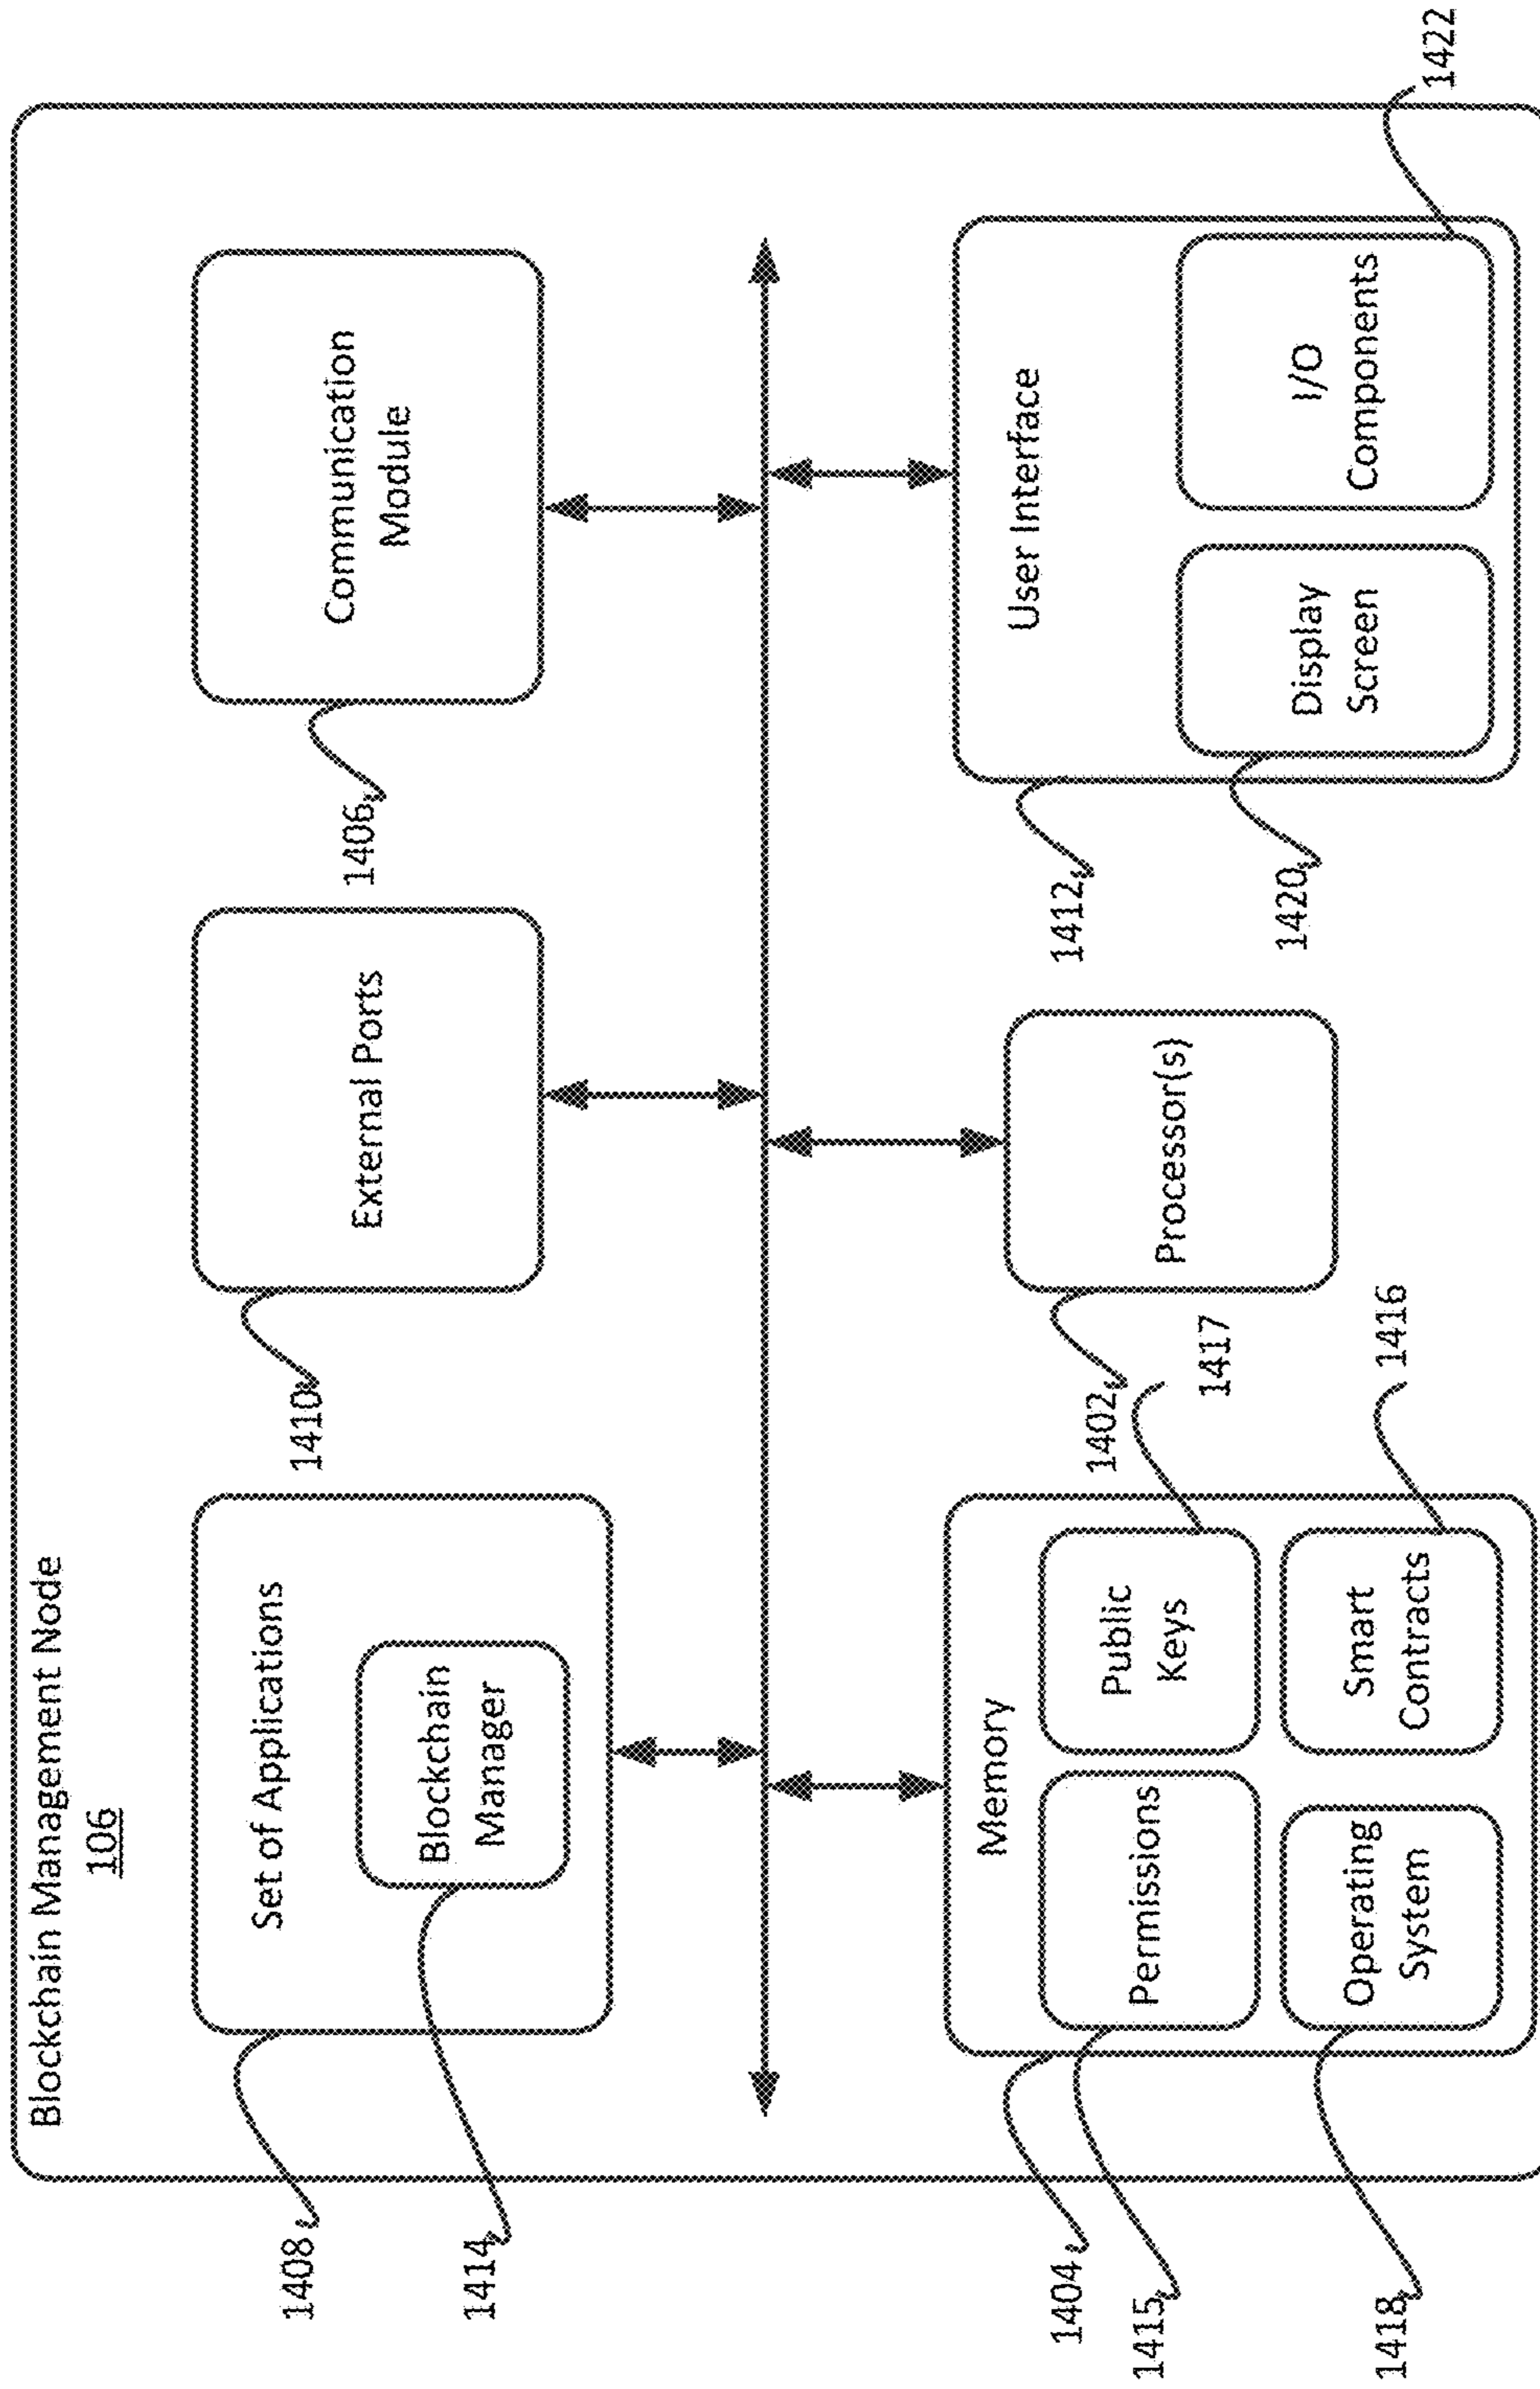 Blockchain Management Node
106
1408
Set of Applications
1414
Blockchain
Manager
1410
External Ports
1406
Communication
Module
1404
Memory
1415
Permissions
1417
Public
Keys
1418
Operating
System
1416
Smart
Contracts
1402
Processor(s)
1412
User Interface
1420
Display
Screen
I/O
Components
1422